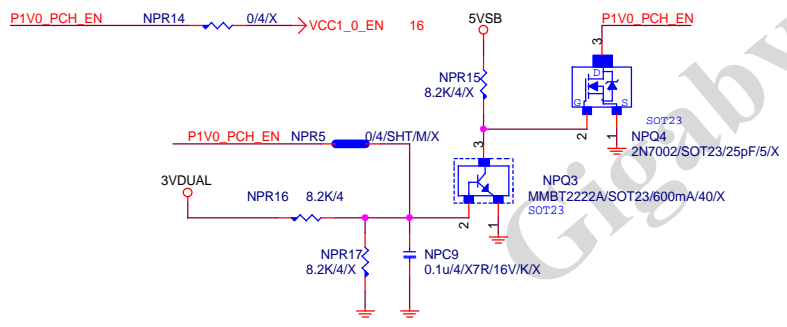 P1V0_PCH_EN NPR14 0/4/X VCC1_0_EN 16
5VSB
P1V0_PCH_EN
3
D
G
S
NPR15
8.2K/4/X
2
1
SOT23
NPQ4
2N7002/SOT23/25pF/5/X
P1V0_PCH_EN NPR5 0/4/SHT/M/X
3
3VDUAL
NPR16 8.2K/4
NPQ3
MMBT2222A/SOT23/600mA/40/X
SOT23
2
1
NPR17
8.2K/4/X
NPC9
0.1u/4/X7R/16V/K/X
Gigaby